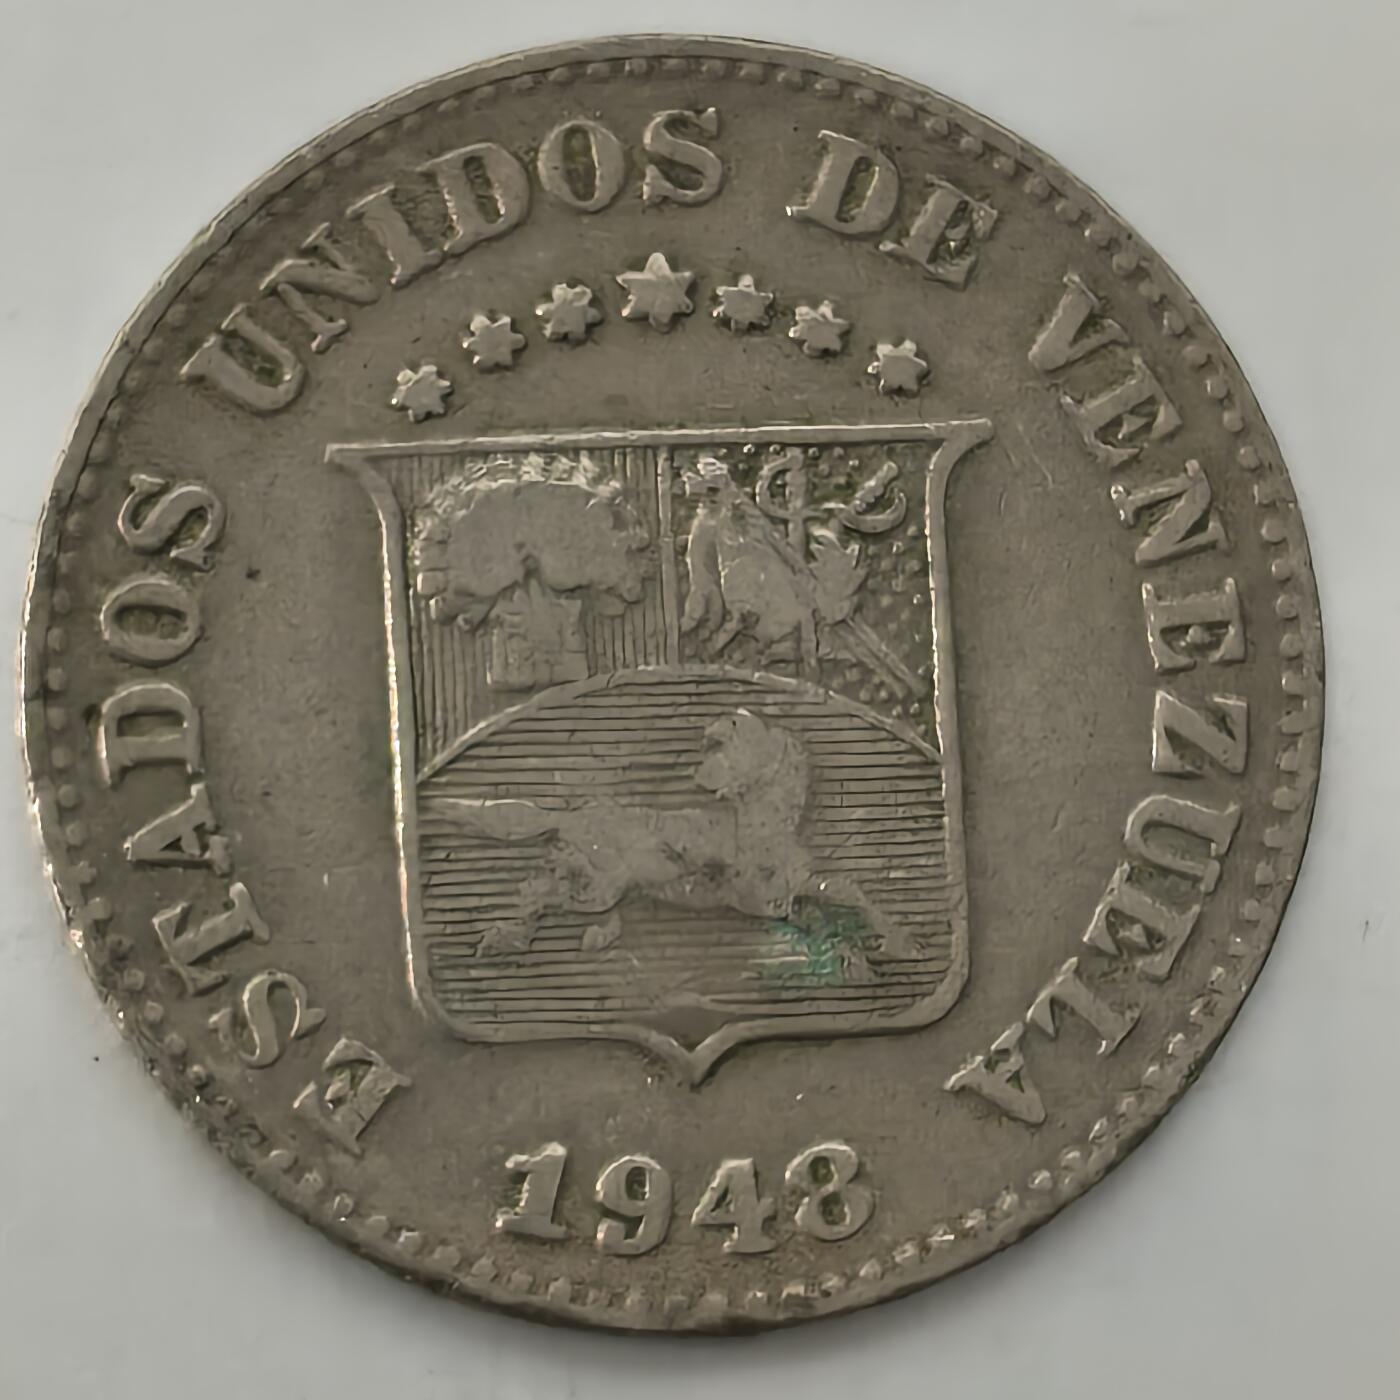 ESTADOS UNIDOS DE VENEZUELA
1948